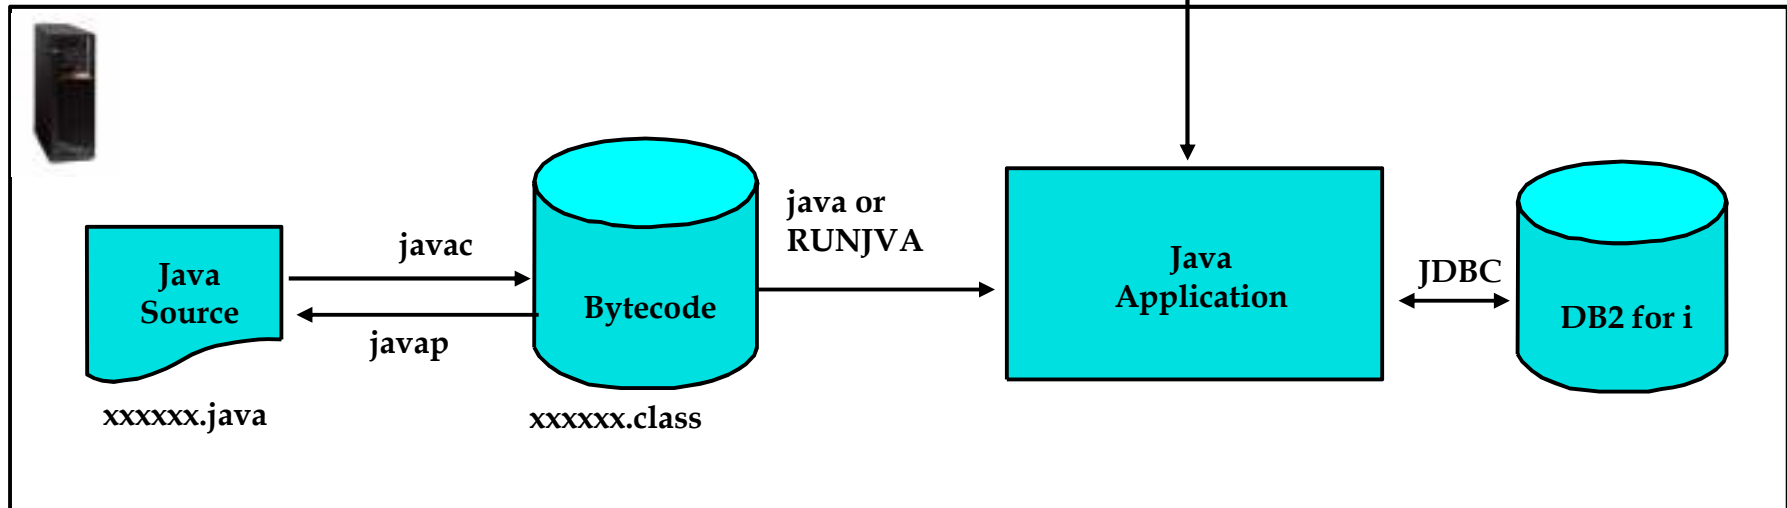 Java
Source
xxxxxx.java
javac
javap
Bytecode
xxxxxx.class
java or
RUNJVA
Java
Application
JDBC
DB2 for i